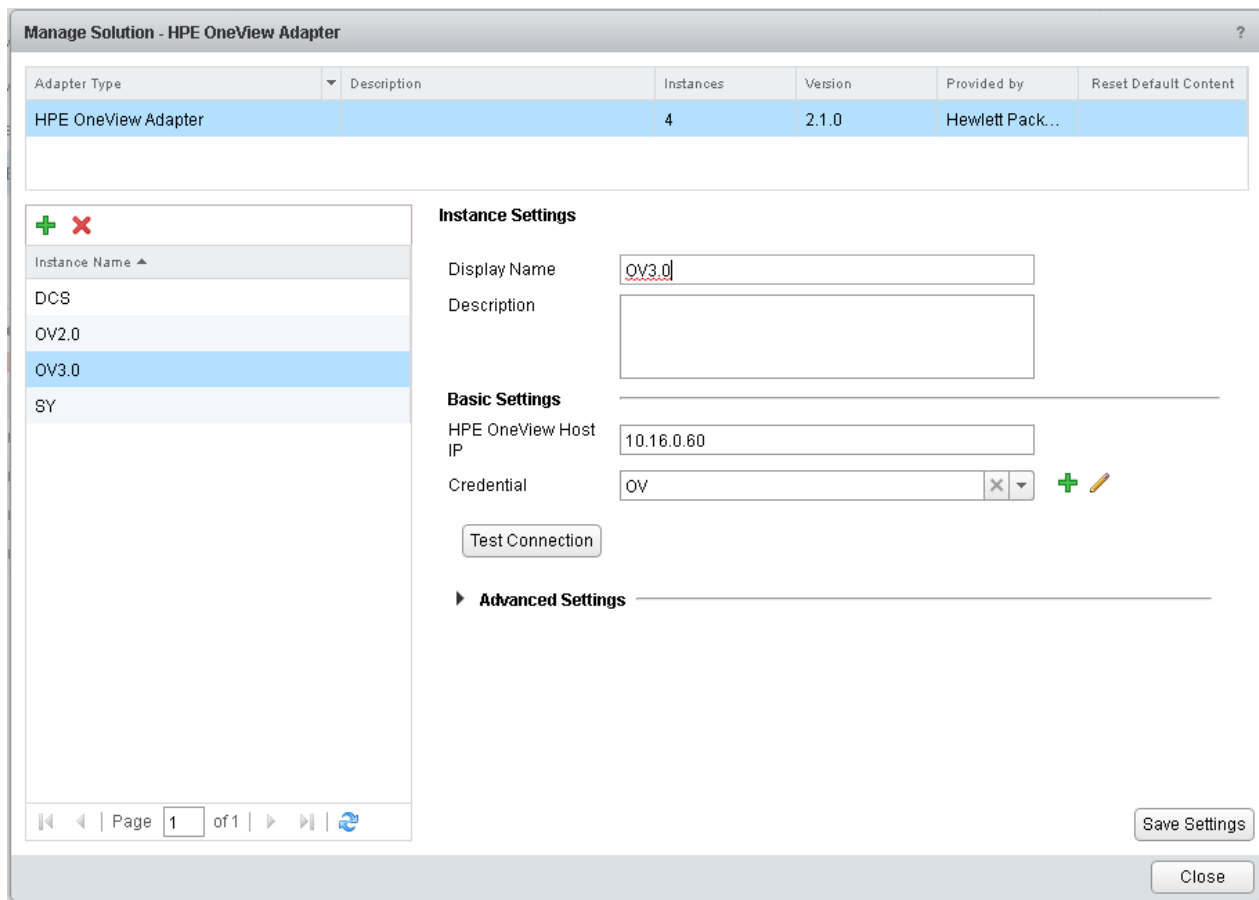 Manage Solution - HPE OneView Adapter ?
Adapter Type Description Instances Version Provided by Reset Default Content
HPE OneView Adapter 4 2.1.0 Hewlett Pack...
Instance Name
DCS
OV2.0
OV3.0
SY
Page 1 of 1
Instance Settings
Display Name OV3.0
Description
Basic Settings
HPE OneView Host
IP
10.16.0.60
Credential OV
Test Connection
Advanced Settings
Save Settings
Close